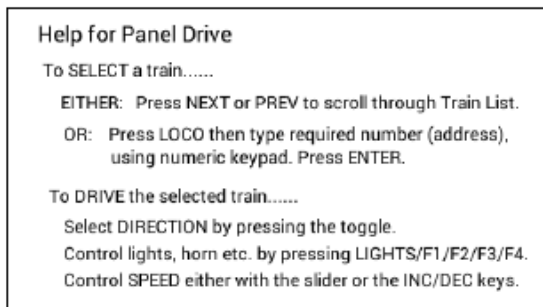 Help for Panel Drive
To SELECT a train......
EITHER: Press NEXT or PREV to scroll through Train List.
OR: Press LOCO then type required number (address),
using numeric keypad. Press ENTER.
To DRIVE the selected train......
Select DIRECTION by pressing the toggle.
Control lights, horn etc. by pressing LIGHTS/F1/F2/F3/F4.
Control SPEED either with the slider or the INC/DEC keys.